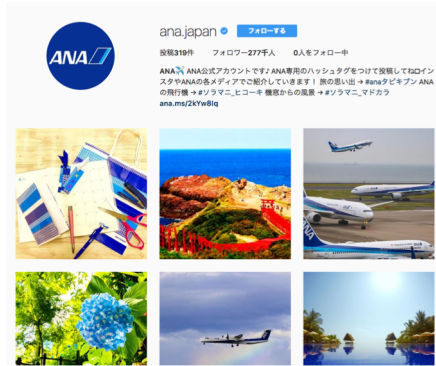 ANA
ana.japan
フォローする
投稿319件 フォロワー277千人 0人をフォロー中
ANA✈️ ANA公式アカウントです♪ ANA専用のハッシュタグをつけて投稿してね🎞イン
スタやANAの各メディアでご紹介していきます！ 旅の思い出 → #anaタビキブン ANA
の飛行機 → #ソラマニ_ヒコーキ 機窓からの風景 → #ソラマニ_マドカラ
ana.ms/2kYw8Iq
ANA